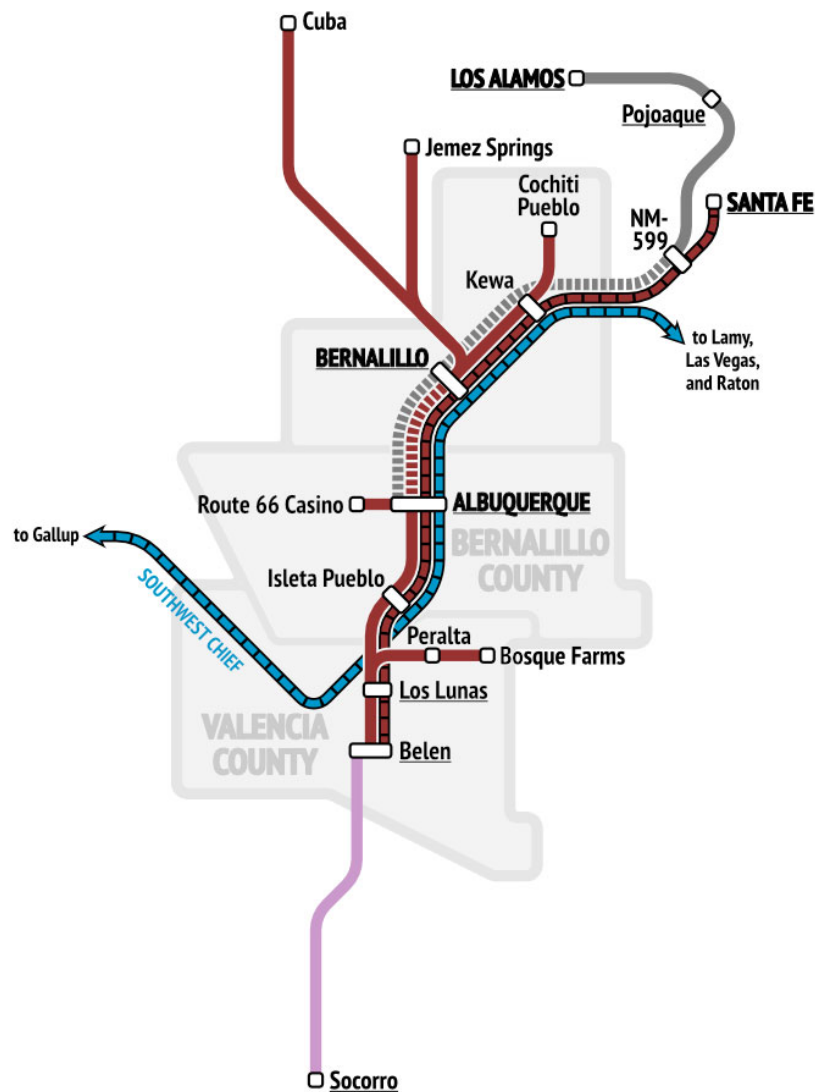 Cuba
LOS ALAMOS
Pojoaque
Jemez Springs
Cochiti
Pueblo
SANTA FE
NM-
599
Kewa
to Lamy,
Las Vegas,
and Raton
BERNALILLO
Route 66 Casino
ALBUQUERQUE
to Gallup
BERNALILLO
COUNTY
Isleta Pueblo
SOUTHWEST CHIEF
Peralta
Bosque Farms
Los Lunas
VALENCIA
COUNTY
Belen
Socorro